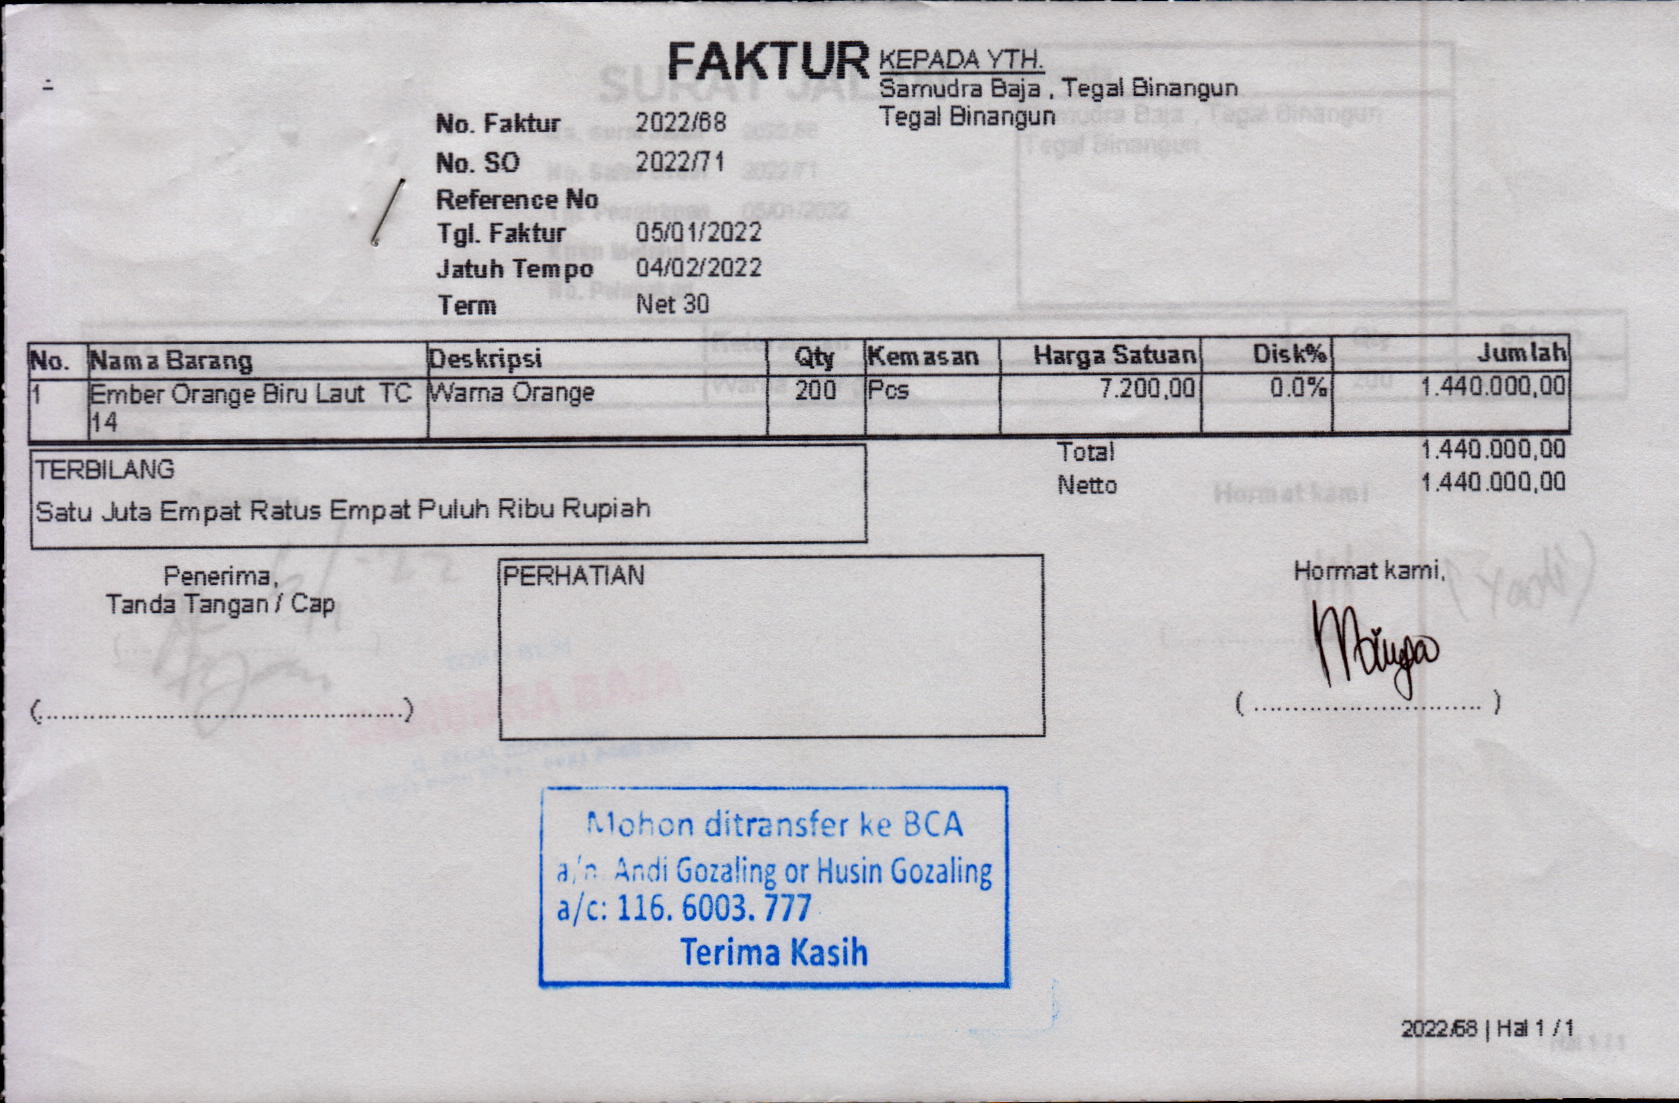 FAKTUR
KEPADA YTH.
Samudra Baja , Tegal Binangun
Tegal Binangun
No. Faktur 2022/68
No. SO 2022/71
Reference No
Tgl. Faktur 05/01/2022
Jatuh Tempo 04/02/2022
Term Net 30
No. Nama Barang Deskripsi Qty Kemasan Harga Satuan Disk% Jumlah
1 Ember Orange Biru Laut TC Warna Orange 200 Pcs 7.200,00 0.0% 1.440.000,00
14
Total 1.440.000,00
Netto 1.440.000,00
TERBILANG
Satu Juta Empat Ratus Empat Puluh Ribu Rupiah
Penerima,
Tanda Tangan / Cap
(.................................................)
PERHATIAN
Hormat kami,
( .............................. )
Mohon ditransfer ke BCA
a/n. Andi Gozaling or Husin Gozaling
a/c: 116. 6003. 777
Terima Kasih
2022/68 | Hal 1 / 1